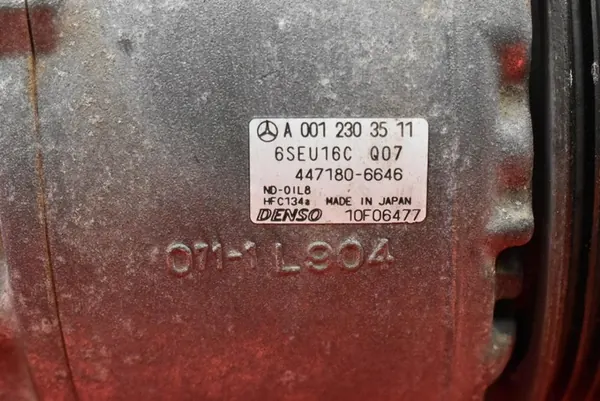 A 001 230 35 11
6SEU16C Q07
447180-6646
ND-OIL8
HFC134a MADE IN JAPAN
DENSO 10F06477
071-1 L904